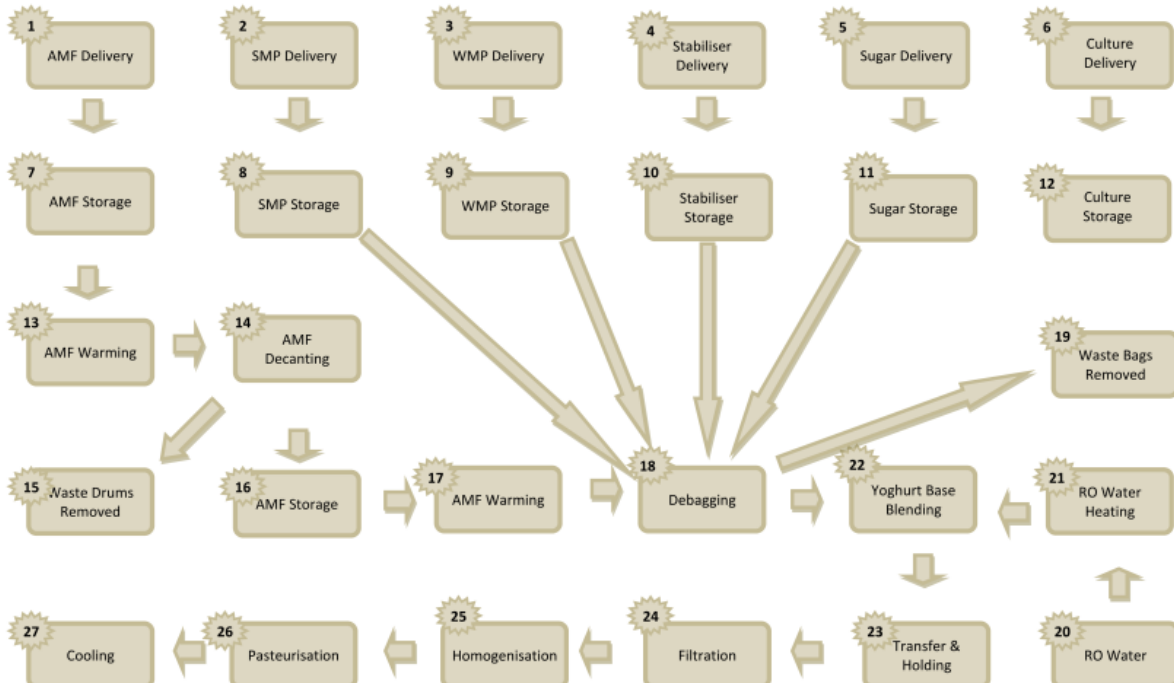 1
AMF Delivery
2
SMP Delivery
3
WMP Delivery
4
Stabiliser
Delivery
5
Sugar Delivery
6
Culture
Delivery
7
AMF Storage
8
SMP Storage
9
WMP Storage
10
Stabiliser
Storage
11
Sugar Storage
12
Culture
Storage
13
AMF Warming
14
AMF
Decanting
19
Waste Bags
Removed
15
Waste Drums
Removed
16
AMF Storage
17
AMF Warming
18
Debagging
22
Yoghurt Base
Blending
21
RO Water
Heating
27
Cooling
26
Pasteurisation
25
Homogenisation
24
Filtration
23
Transfer &
Holding
20
RO Water